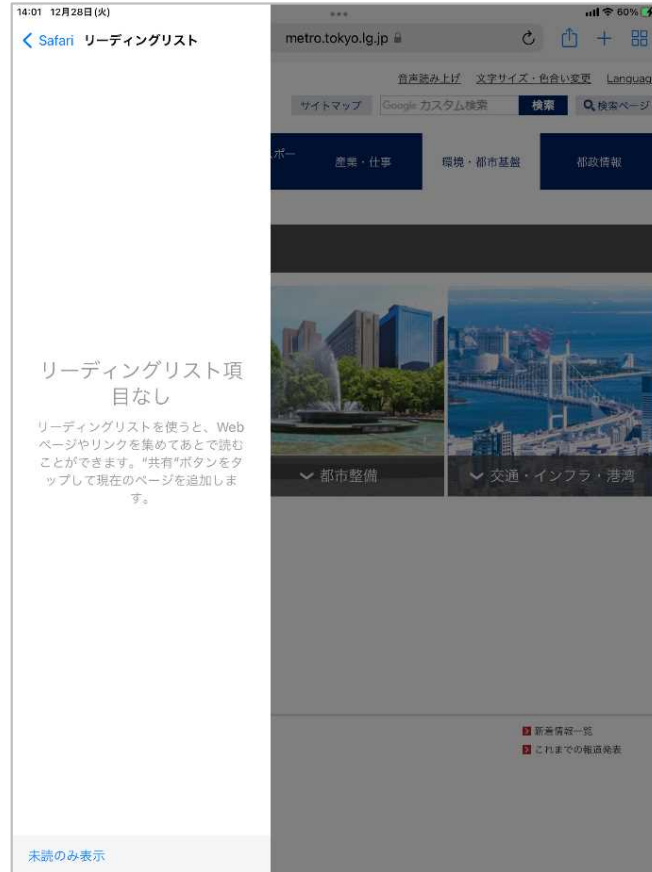 14:01 12月28日(火)
60%
Safari リーディングリスト
metro.tokyo.lg.jp
音声読み上げ 文字サイズ・色合い変更 Languag
サイトマップ Google カスタム検索 検索 検索ページ
スポー
産業・仕事 環境・都市基盤 都政情報
リーディングリスト項
目なし
リーディングリストを使うと、Web
ページやリンクを集めてあとで読む
ことができます。"共有"ボタンをタ
ップして現在のページを追加しま
す。
都市整備 交通・インフラ・港湾
新着情報一覧
これまでの報道発表
未読のみ表示